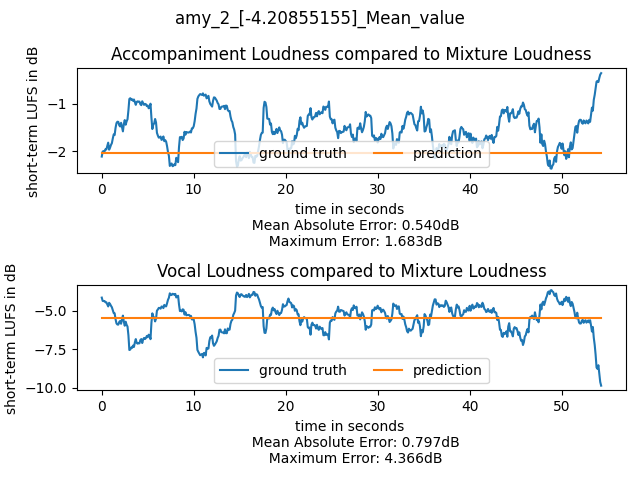 amy_2_[-4.20855155]_Mean_value
Accompaniment Loudness compared to Mixture Loudness
short-term LUFS in dB
−1
−2
ground truth
prediction
0 10 20 30 40 50
time in seconds
Mean Absolute Error: 0.540dB
Maximum Error: 1.683dB
Vocal Loudness compared to Mixture Loudness
short-term LUFS in dB
−5.0
−7.5
−10.0
ground truth
prediction
0 10 20 30 40 50
time in seconds
Mean Absolute Error: 0.797dB
Maximum Error: 4.366dB